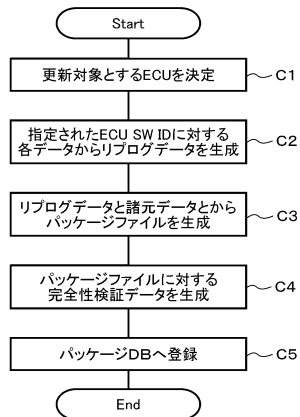 Start
更新対象とするECUを決定
C1
指定されたECU SW IDに対する
各データからリプログデータを生成
C2
リプログデータと諸元データとから
パッケージファイルを生成
C3
パッケージファイルに対する
完全性検証データを生成
C4
パッケージDBへ登録
C5
End